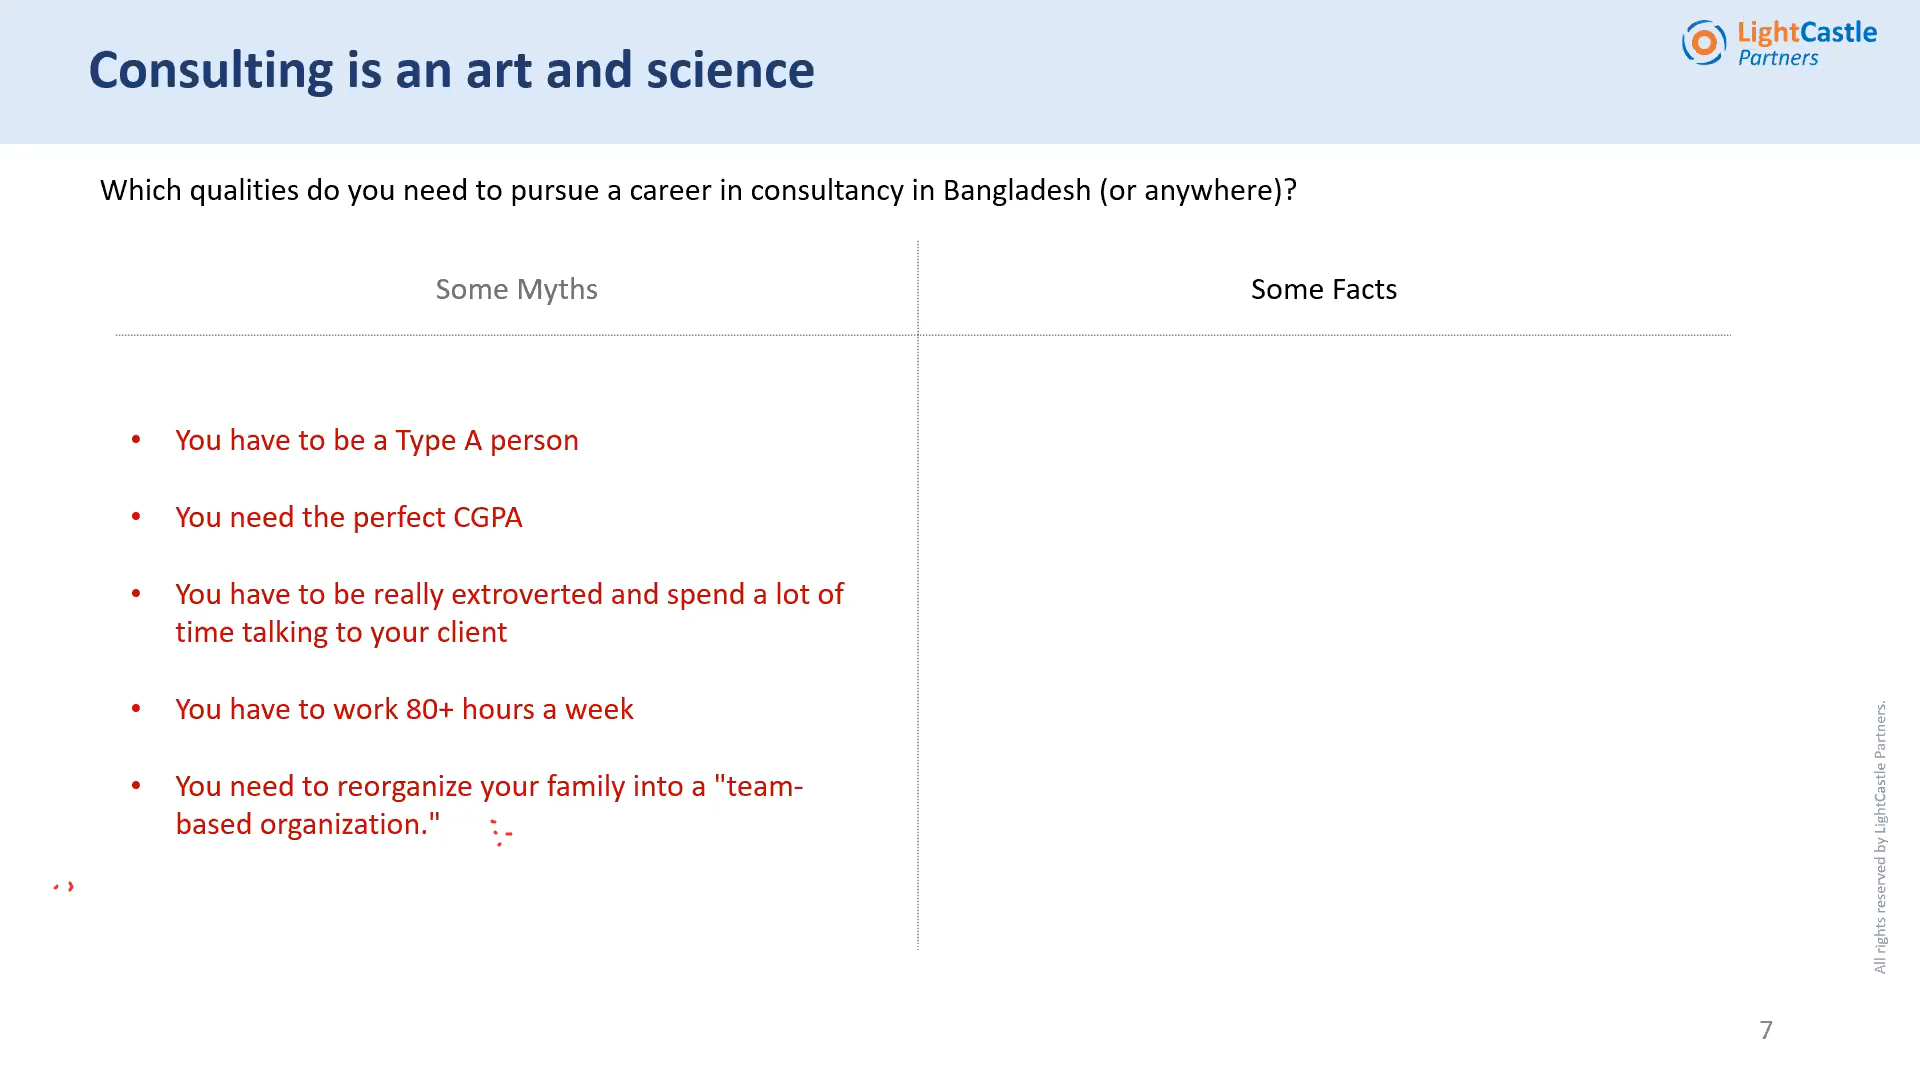 Consulting is an art and science
LightCastle
Partners
Which qualities do you need to pursue a career in consultancy in Bangladesh (or anywhere)?
Some Myths
Some Facts
• You have to be a Type A person
• You need the perfect CGPA
• You have to be really extroverted and spend a lot of
time talking to your client
• You have to work 80+ hours a week
• You need to reorganize your family into a "team-
based organization."
All rights reserved by LightCastle Partners.
7